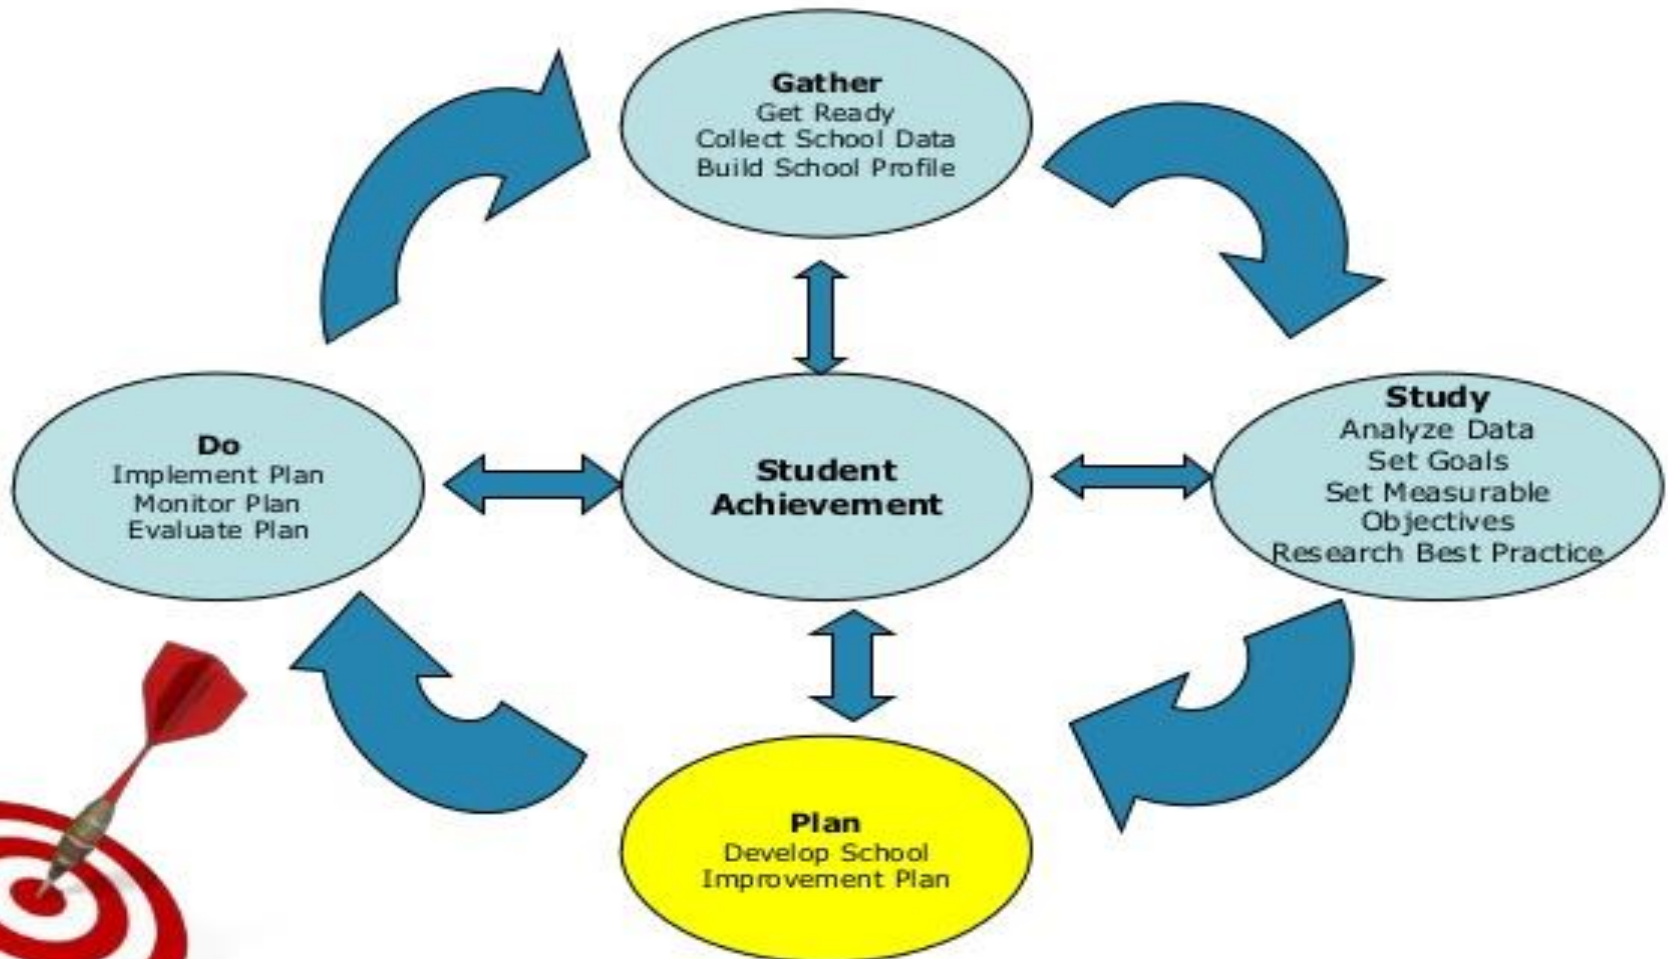 Gather
Get Ready
Collect School Data
Build School Profile
Do
Implement Plan
Monitor Plan
Evaluate Plan
Student
Achievement
Study
Analyze Data
Set Goals
Set Measurable
Objectives
Research Best Practice
Plan
Develop School
Improvement Plan